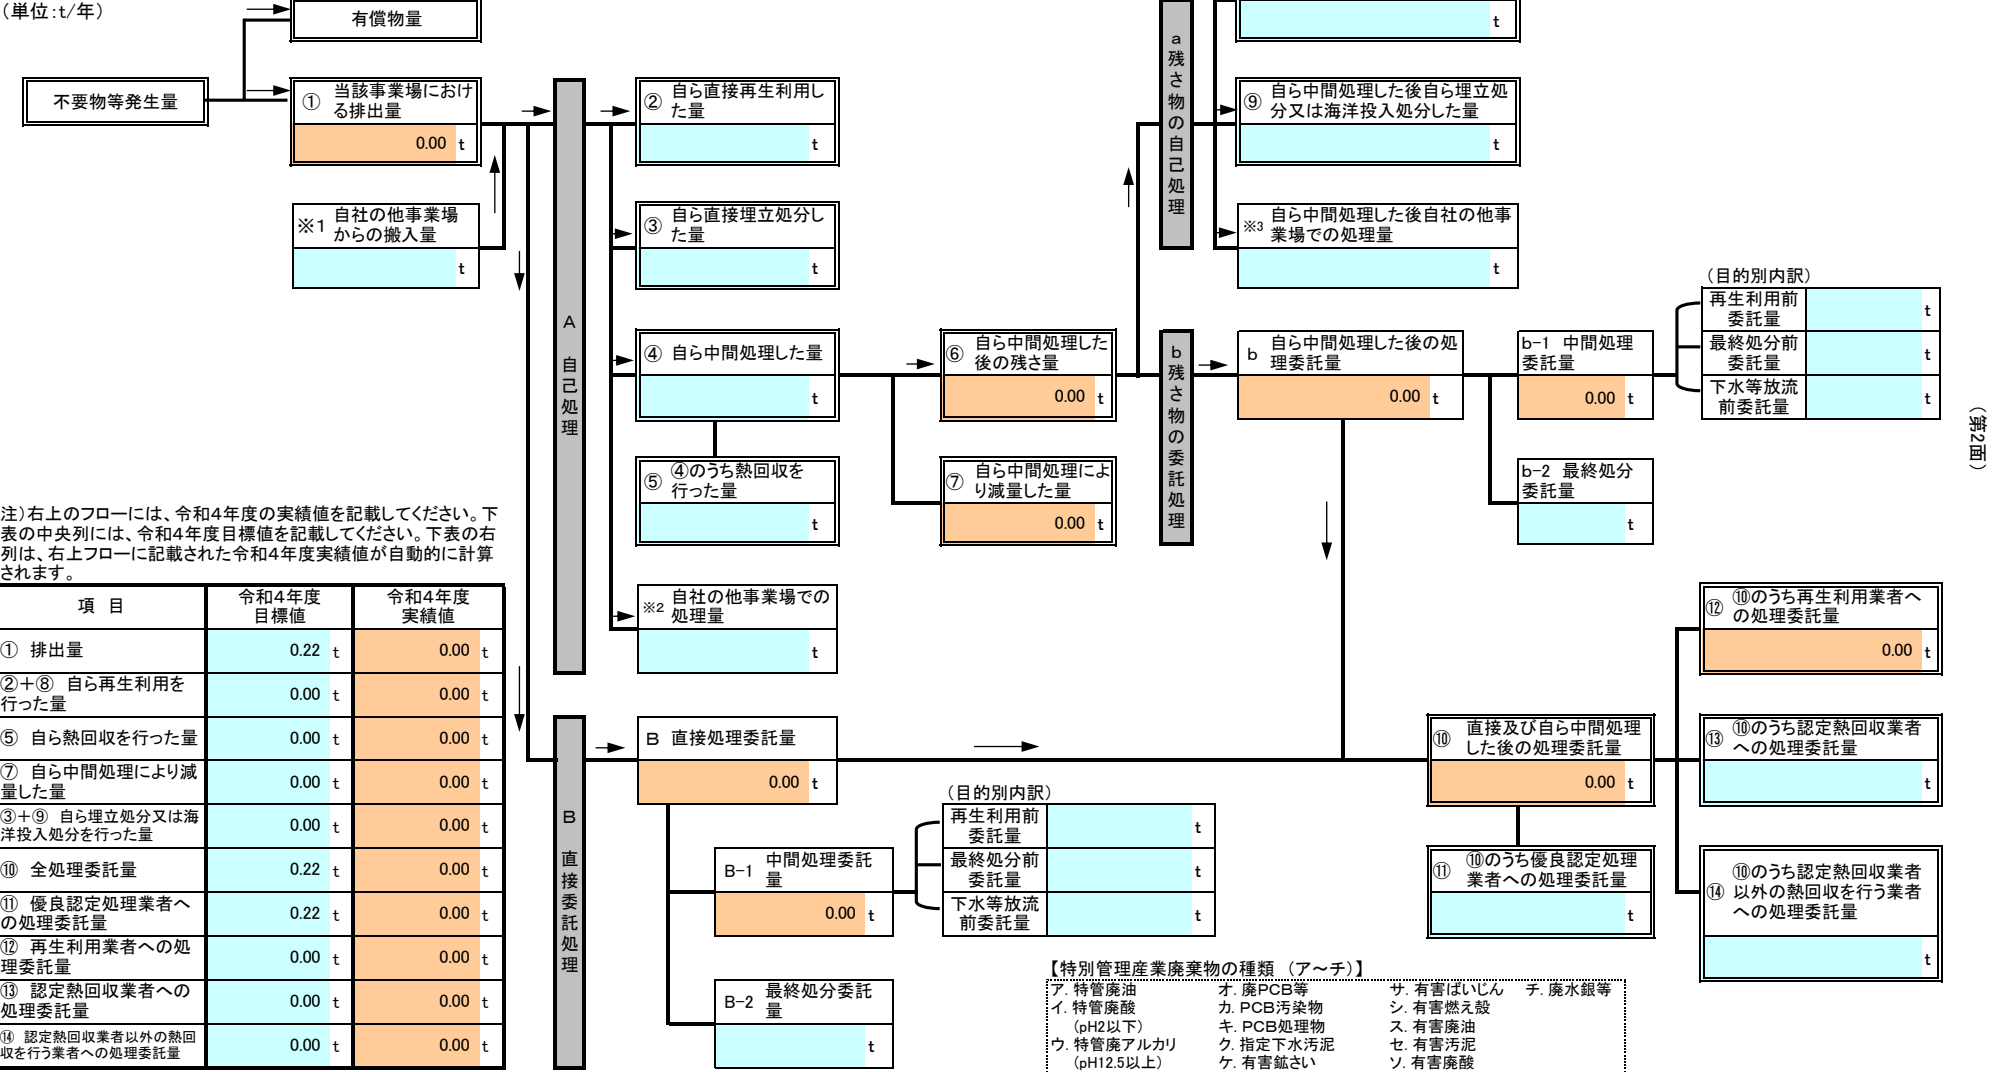 （単位:t/年）
有償物量
不要物等発生量
① 当該事業場におけ
る排出量
0.00 t
※1 自社の他事業場
からの搬入量
t
A 自己処理
② 自ら直接再生利用し
た量
t
③ 自ら直接埋立処分し
た量
t
④ 自ら中間処理した量
t
⑤ ④のうち熱回収を
行った量
t
※2 自社の他事業場での
処理量
t
⑥ 自ら中間処理した
後の残さ量
0.00 t
⑦ 自ら中間処理によ
り減量した量
0.00 t
a 残さ物の自己処理
t
⑨ 自ら中間処理した後自ら埋立処
分又は海洋投入処分した量
t
※3 自ら中間処理した後自社の他事
業場での処理量
t
b 残さ物の委託処理
b 自ら中間処理した後の処
理委託量
0.00 t
b-1 中間処理
委託量
0.00 t
b-2 最終処分
委託量
t
（目的別内訳）
再生利用前
委託量
t
最終処分前
委託量
t
下水等放流
前委託量
t
（第2面）
注）右上のフローには、令和4年度の実績値を記載してください。下
表の中央列には、令和4年度目標値を記載してください。下表の右
列は、右上フローに記載された令和4年度実績値が自動的に計算
されます。
項 目 令和4年度
目標値 令和4年度
実績値
① 排出量 0.22 t 0.00 t
②＋⑧ 自ら再生利用を
行った量 0.00 t 0.00 t
⑤ 自ら熱回収を行った量 0.00 t 0.00 t
⑦ 自ら中間処理により減
量した量 0.00 t 0.00 t
③＋⑨ 自ら埋立処分又は海
洋投入処分を行った量 0.00 t 0.00 t
⑩ 全処理委託量 0.22 t 0.00 t
⑪ 優良認定処理業者へ
の処理委託量 0.22 t 0.00 t
⑫ 再生利用業者への処
理委託量 0.00 t 0.00 t
⑬ 認定熱回収業者への
処理委託量 0.00 t 0.00 t
⑭ 認定熱回収業者以外の熱回
収を行う業者への処理委託量 0.00 t 0.00 t
B 直接委託処理
B 直接処理委託量
0.00 t
B-1 中間処理委託
量
0.00 t
B-2 最終処分委託
量
t
（目的別内訳）
再生利用前
委託量
t
最終処分前
委託量
t
下水等放流
前委託量
t
⑩ 直接及び自ら中間処理
した後の処理委託量
0.00 t
⑪ ⑩のうち優良認定処理
業者への処理委託量
t
⑫ ⑩のうち再生利用業者へ
の処理委託量
0.00 t
⑬ ⑩のうち認定熱回収業者
への処理委託量
t
⑭ ⑩のうち認定熱回収業者
以外の熱回収を行う業者
への処理委託量
t
【特別管理産業廃棄物の種類 （ア～チ）】
ア. 特管廃油 オ. 廃PCB等 サ. 有害ばいじん チ. 廃水銀等
イ. 特管廃酸 カ. PCB汚染物 シ. 有害燃え殻
（pH2以下） キ. PCB処理物 ス. 有害廃油
ウ. 特管廃アルカリ ク. 指定下水汚泥 セ. 有害汚泥
（pH12.5以上） ケ. 有害鉱さい ソ. 有害廃酸